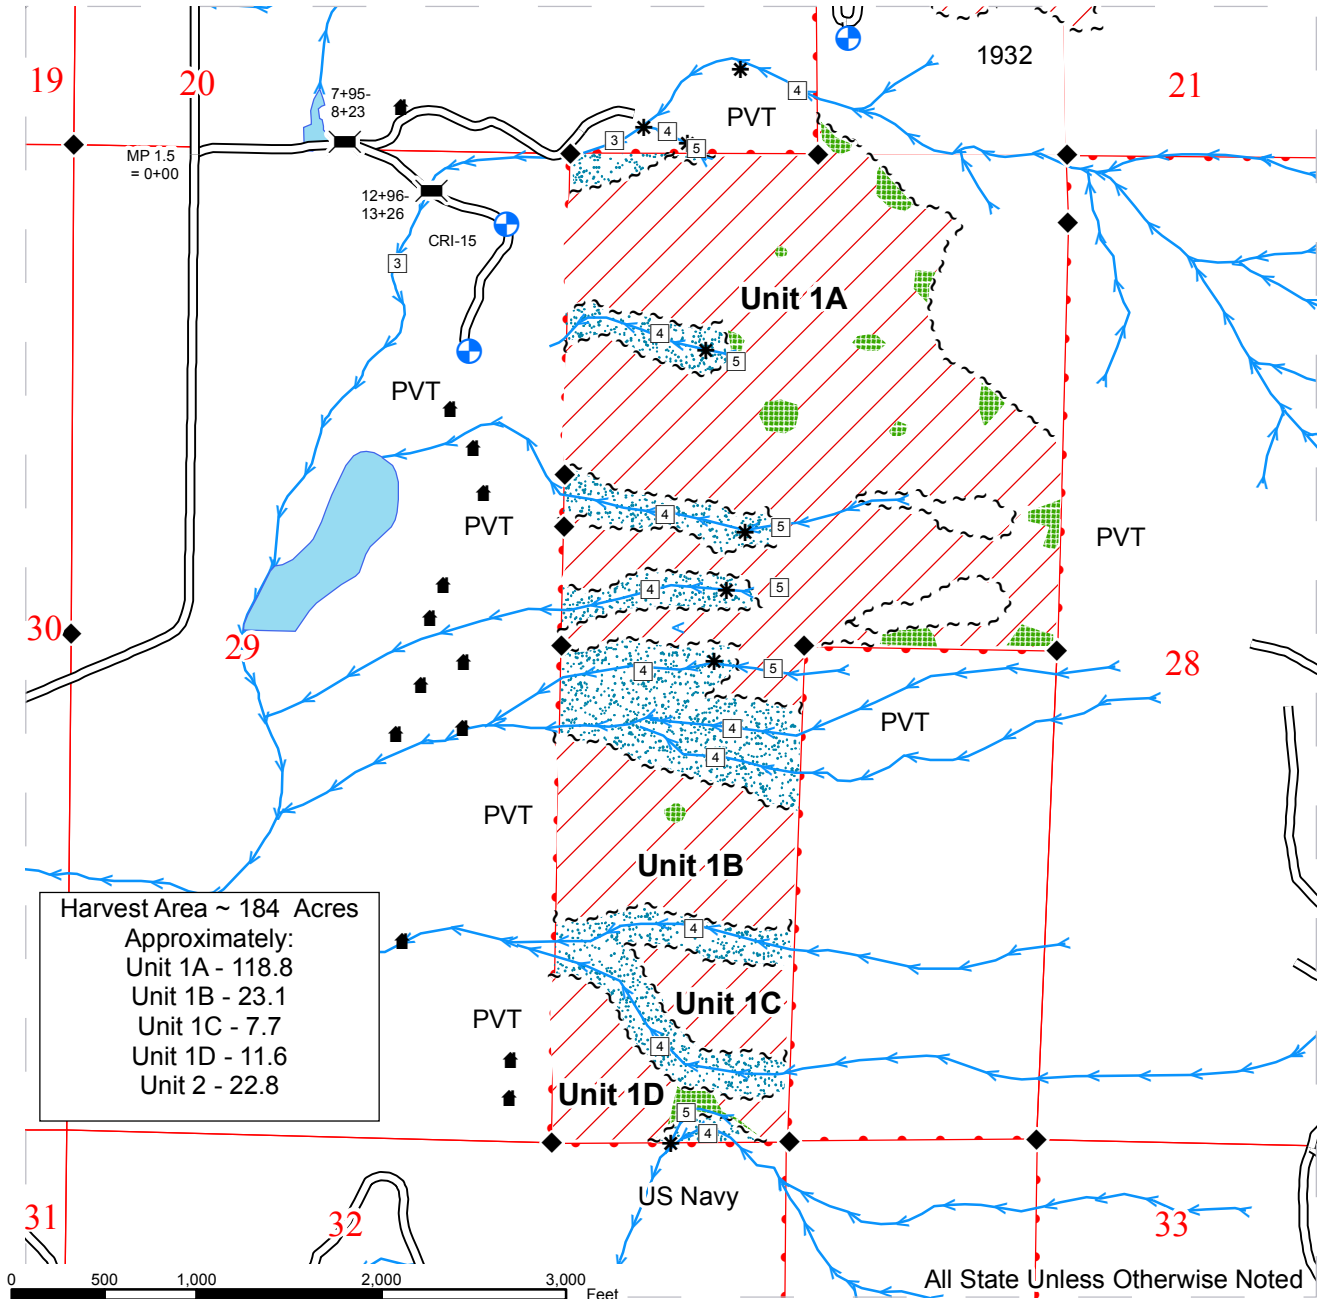 1932
19
20
21
7+95-
8+23
4
PVT
4
3
5
MP 1.5
= 0+00
12+96-
13+26
CRI-15
3
Unit 1A
4
5
PVT
4
5
PVT
PVT
4
5
30
29
28
4
5
PVT
4
4
PVT
Unit 1B
Harvest Area ~ 184 Acres
Approximately:
Unit 1A - 118.8
Unit 1B - 23.1
Unit 1C - 7.7
Unit 1D - 11.6
Unit 2 - 22.8
4
Unit 1C
PVT
4
Unit 1D
5
4
US Navy
31
32
33
0 500 1,000 2,000 3,000
Feet
All State Unless Otherwise Noted